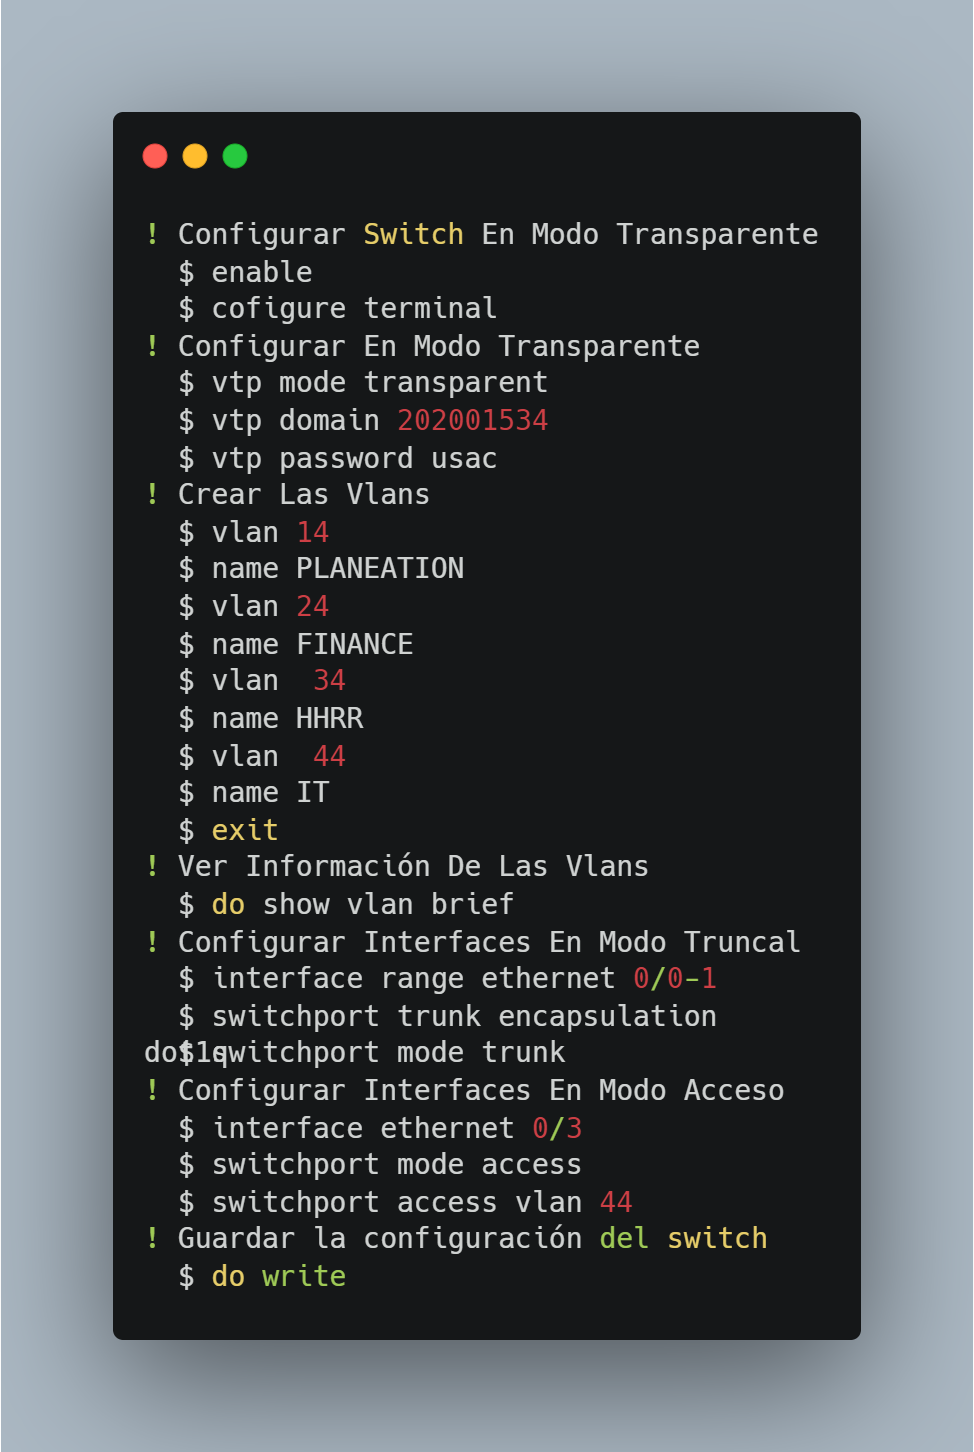 ! Configurar Switch En Modo Transparente
$ enable
$ cofigure terminal
! Configurar En Modo Transparente
$ vtp mode transparent
$ vtp domain 202001534
$ vtp password usac
! Crear Las Vlans
$ vlan 14
$ name PLANEATION
$ vlan 24
$ name FINANCE
$ vlan  34
$ name HHRR
$ vlan  44
$ name IT
$ exit
! Ver Información De Las Vlans
$ do show vlan brief
! Configurar Interfaces En Modo Truncal
$ interface range ethernet 0/0-1
$ switchport trunk encapsulation
dot1q
$ switchport mode trunk
! Configurar Interfaces En Modo Acceso
$ interface ethernet 0/3
$ switchport mode access
$ switchport access vlan 44
! Guardar la configuración del switch
$ do write